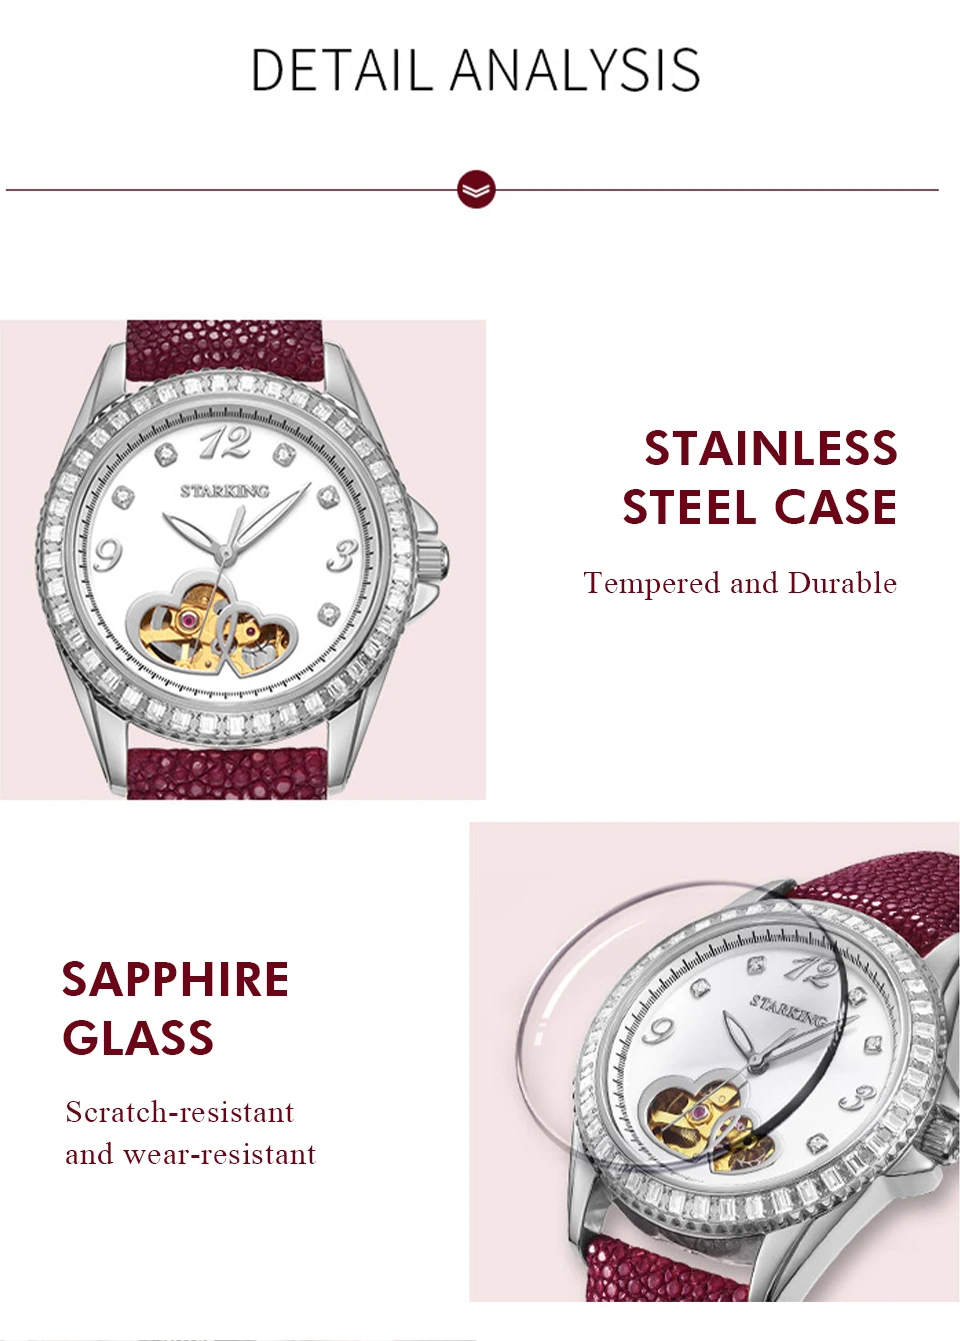 DETAIL ANALYSIS
12
STARKING
9
3
STAINLESS
STEEL CASE
Tempered and Durable
SAPPHIRE
GLASS
Scratch-resistant
and wear-resistant
12
STARKING
9
3